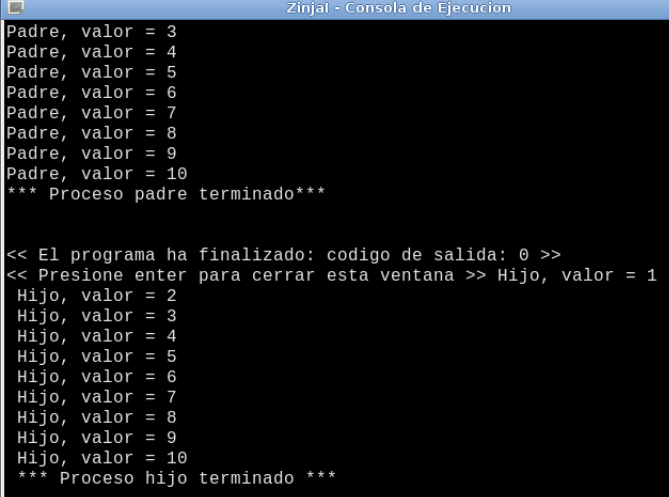 ZinjaI - Consola de Ejecucion
Padre, valor = 3
Padre, valor = 4
Padre, valor = 5
Padre, valor = 6
Padre, valor = 7
Padre, valor = 8
Padre, valor = 9
Padre, valor = 10
*** Proceso padre terminado***
<< El programa ha finalizado: codigo de salida: 0 >>
<< Presione enter para cerrar esta ventana >> Hijo, valor = 1
Hijo, valor = 2
Hijo, valor = 3
Hijo, valor = 4
Hijo, valor = 5
Hijo, valor = 6
Hijo, valor = 7
Hijo, valor = 8
Hijo, valor = 9
Hijo, valor = 10
*** Proceso hijo terminado ***